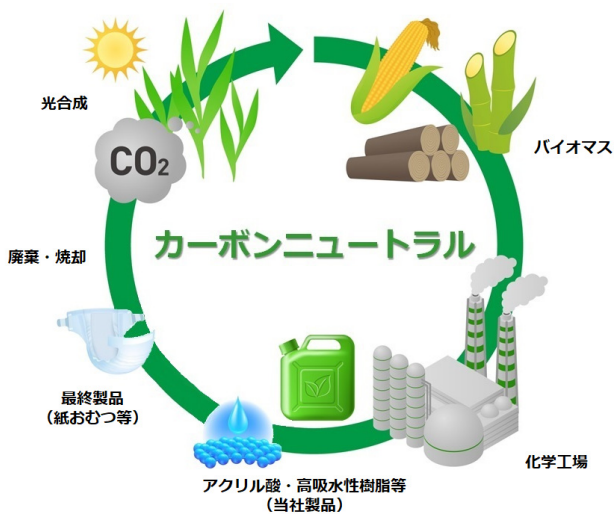 光合成
CO₂
バイオマス
カーボンニュートラル
廃棄・焼却
最終製品
（紙おむつ等）
化学工場
アクリル酸・高吸水性樹脂等
（当社製品）